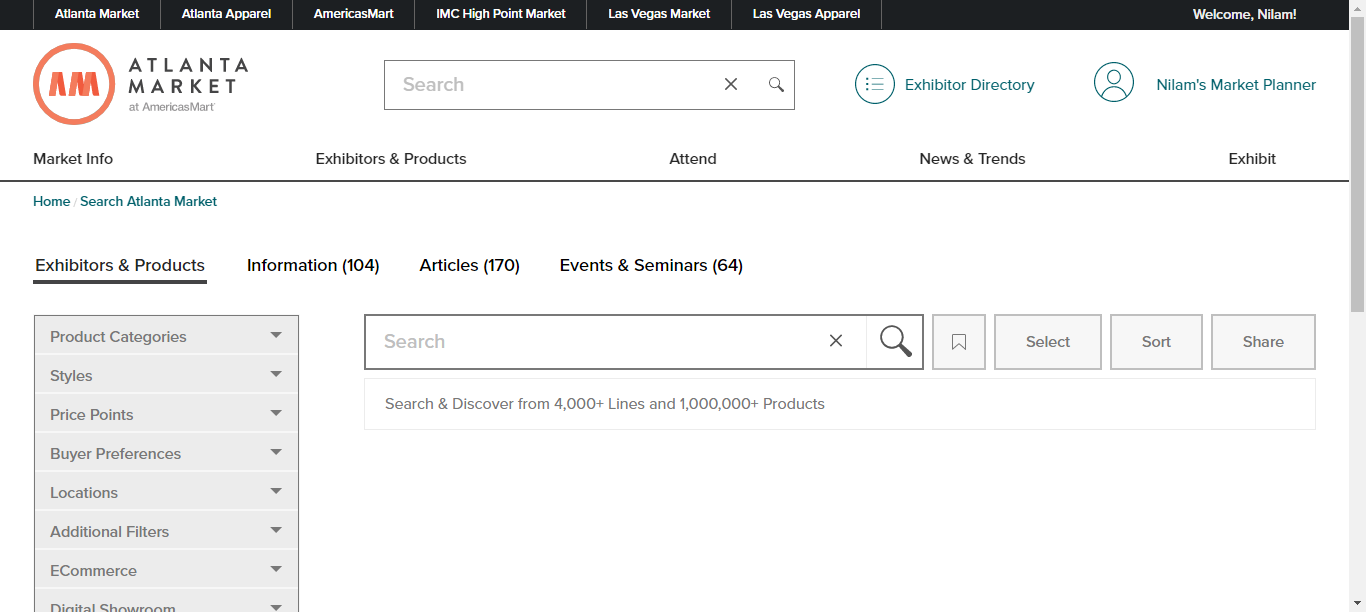 Atlanta Market Atlanta Apparel AmericasMart IMC High Point Market Las Vegas Market Las Vegas Apparel Welcome, Nilam!
AM
ATLANTA
MARKET
at AmericasMart
Search
Exhibitor Directory
Nilam's Market Planner
Market Info Exhibitors & Products Attend News & Trends Exhibit
Home / Search Atlanta Market
Exhibitors & Products Information (104) Articles (170) Events & Seminars (64)
Product Categories
Styles
Price Points
Buyer Preferences
Locations
Additional Filters
ECommerce
Digital Showroom
Search
Select Sort Share
Search & Discover from 4,000+ Lines and 1,000,000+ Products